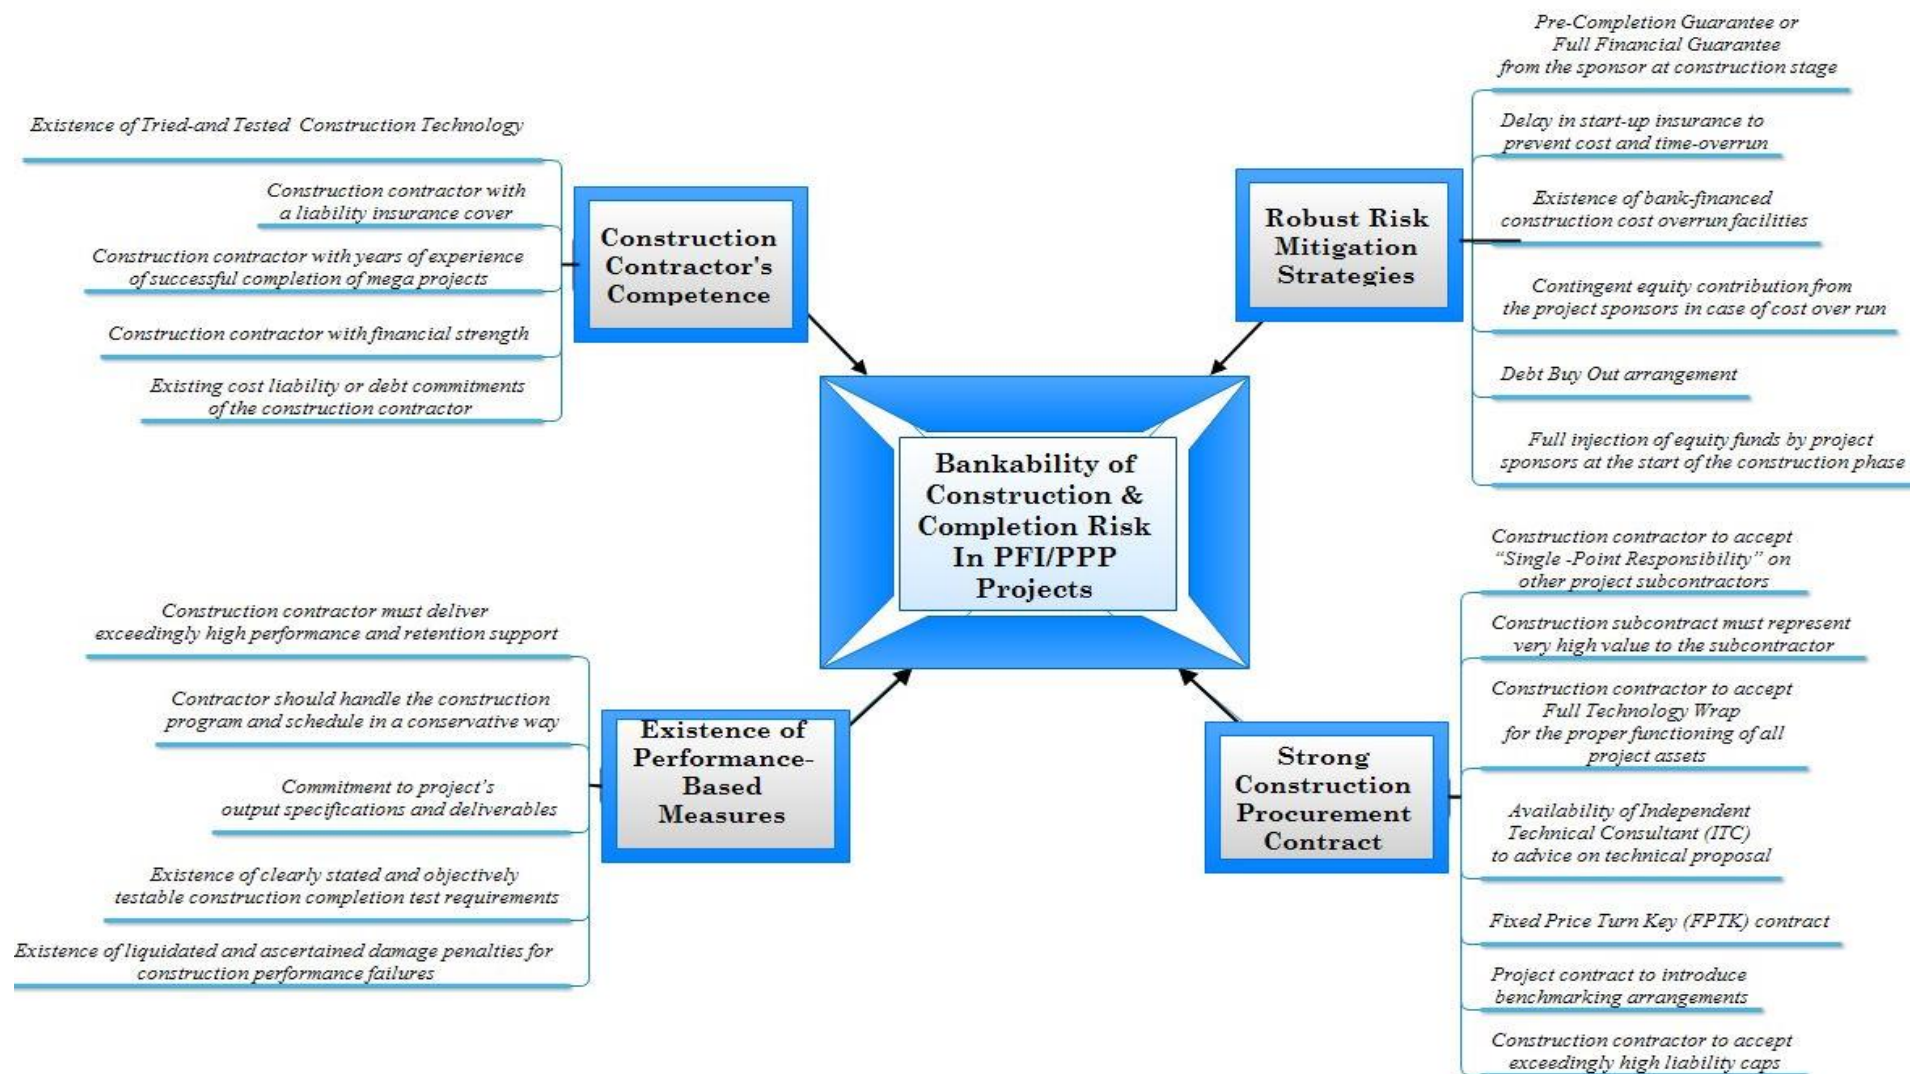 Existence of Tried-and Tested Construction Technology
Construction contractor with
a liability insurance cover
Construction contractor with years of experience
of successful completion of mega projects
Construction contractor with financial strength
Existing cost liability or debt commitments
of the construction contractor
Construction
Contractor's
Competence
Pre-Completion Guarantee or
Full Financial Guarantee
from the sponsor at construction stage
Delay in start-up insurance to
prevent cost and time-overrun
Existence of bank-financed
construction cost overrun facilities
Contingent equity contribution from
the project sponsors in case of cost over run
Debt Buy Out arrangement
Full injection of equity funds by project
sponsors at the start of the construction phase
Robust Risk
Mitigation
Strategies
Bankability of
Construction &
Completion Risk
In PFI/PPP
Projects
Construction contractor must deliver
exceedingly high performance and retention support
Contractor should handle the construction
program and schedule in a conservative way
Commitment to project's
output specifications and deliverables
Existence of clearly stated and objectively
testable construction completion test requirements
Existence of liquidated and ascertained damage penalties for
construction performance failures
Existence of
Performance-
Based
Measures
Construction contractor to accept
“Single -Point Responsibility” on
other project subcontractors
Construction subcontract must represent
very high value to the subcontractor
Construction contractor to accept
Full Technology Wrap
for the proper functioning of all
project assets
Availability of Independent
Technical Consultant (ITC)
to advice on technical proposal
Fixed Price Turn Key (FPTK) contract
Project contract to introduce
benchmarking arrangements
Construction contractor to accept
exceedingly high liability caps
Strong
Construction
Procurement
Contract